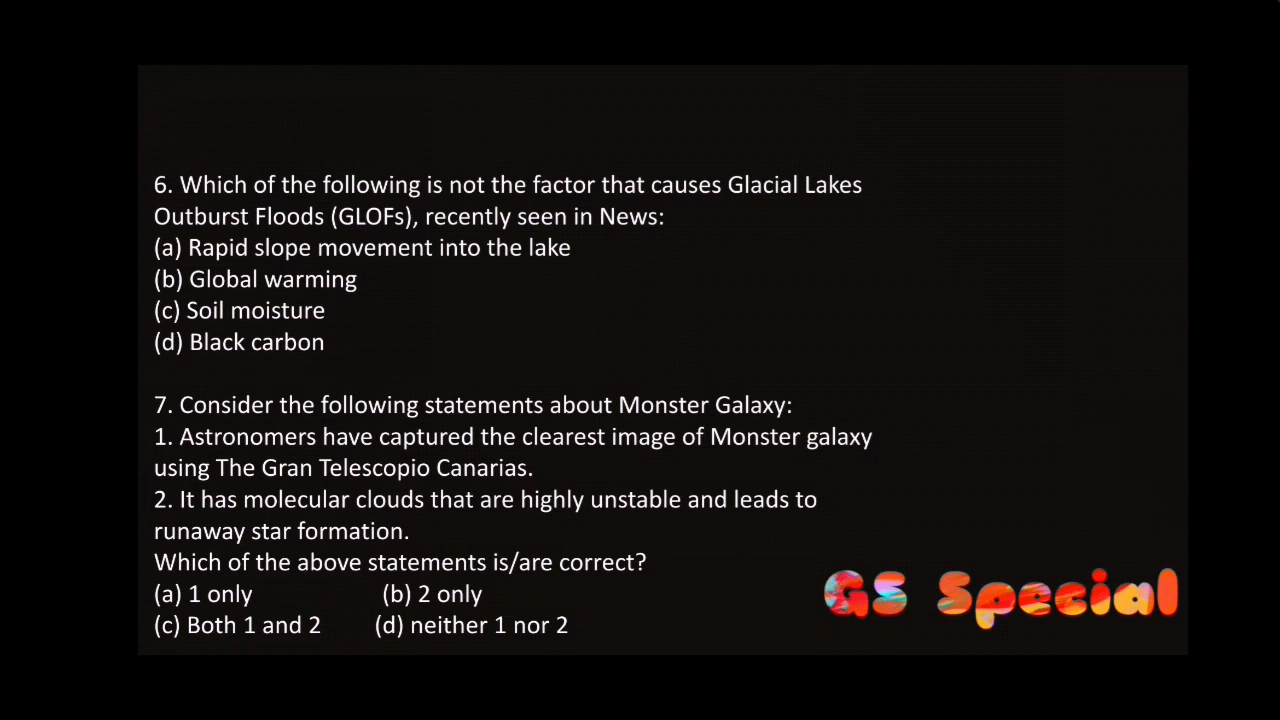 6. Which of the following is not the factor that causes Glacial Lakes
Outburst Floods (GLOFs), recently seen in News:
(a) Rapid slope movement into the lake
(b) Global warming
(c) Soil moisture
(d) Black carbon
7. Consider the following statements about Monster Galaxy:
1. Astronomers have captured the clearest image of Monster galaxy
using The Gran Telescopio Canarias.
2. It has molecular clouds that are highly unstable and leads to
runaway star formation.
Which of the above statements is/are correct?
(a) 1 only (b) 2 only
(c) Both 1 and 2 (d) neither 1 nor 2
GS Special